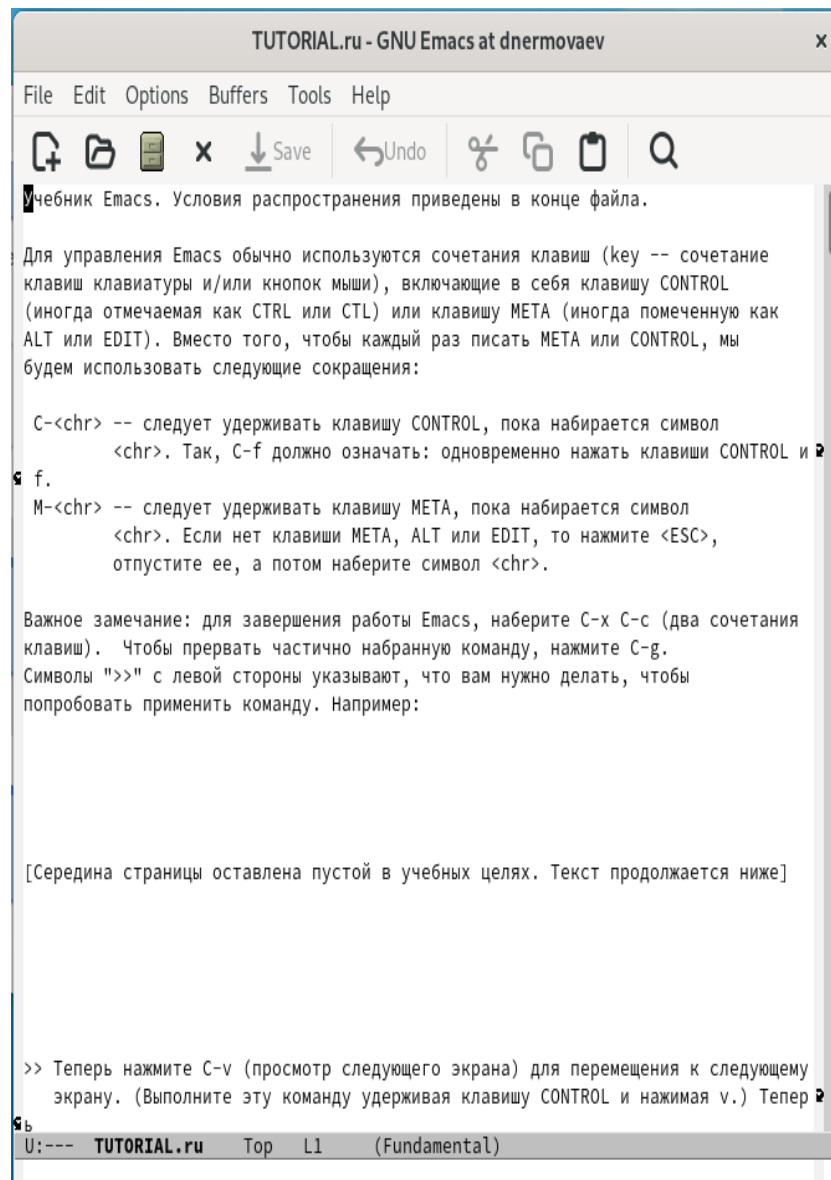 TUTORIAL.ru - GNU Emacs at dnermovaev
File Edit Options Buffers Tools Help
Save Undo
Учебник Emacs. Условия распространения приведены в конце файла.
Для управления Emacs обычно используются сочетания клавиш (key -- сочетание
клавиш клавиатуры и/или кнопок мыши), включающие в себя клавишу CONTROL
(иногда отмечаемая как CTRL или CTL) или клавишу META (иногда помеченную как
ALT или EDIT). Вместо того, чтобы каждый раз писать META или CONTROL, мы
будем использовать следующие сокращения:
C-<chr> -- следует удерживать клавишу CONTROL, пока набирается символ
<chr>. Так, C-f должно означать: одновременно нажать клавиши CONTROL и
f.
M-<chr> -- следует удерживать клавишу META, пока набирается символ
<chr>. Если нет клавиши META, ALT или EDIT, то нажмите <ESC>,
отпустите ее, а потом наберите символ <chr>.
Важное замечание: для завершения работы Emacs, наберите C-x C-c (два сочетания
клавиш). Чтобы прервать частично набранную команду, нажмите C-g.
Символы ">>" с левой стороны указывают, что вам нужно делать, чтобы
попробовать применить команду. Например:
[Середина страницы оставлена пустой в учебных целях. Текст продолжается ниже]
>> Теперь нажмите C-v (просмотр следующего экрана) для перемещения к следующему
экрану. (Выполните эту команду удерживая клавишу CONTROL и нажимая v.) Тепер
ь
U:--- TUTORIAL.ru Top L1 (Fundamental)